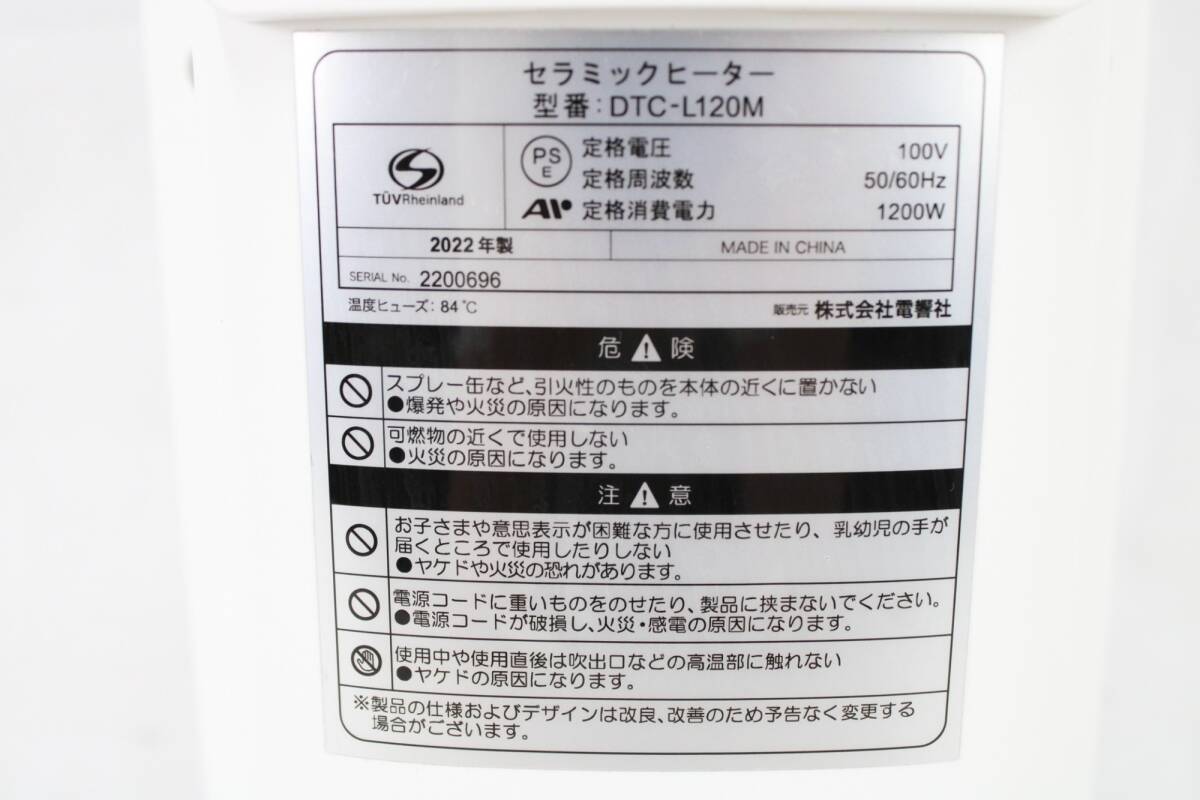 セラミックヒーター
型番：DTC-L120M
TÜVRheinland
PS
E
定格電圧 100V
定格周波数 50/60Hz
定格消費電力 1200W
2022年製 MADE IN CHINA
SERIAL No. 2200696
温度ヒューズ：84℃ 販売元 株式会社電響社
危険
スプレー缶など、引火性のものを本体の近くに置かない
●爆発や火災の原因になります。
可燃物の近くで使用しない
●火災の原因になります。
注意
お子さまや意思表示が困難な方に使用させたり、乳幼児の手が
届くところで使用したりしない
●ヤケドや火災の恐れがあります。
電源コードに重いものをのせたり、製品に挟まないでください。
●電源コードが破損し、火災・感電の原因になります。
使用中や使用直後は吹出口などの高温部に触れない
●ヤケドの原因になります。
※製品の仕様およびデザインは改良、改善のため予告なく変更する
場合がございます。